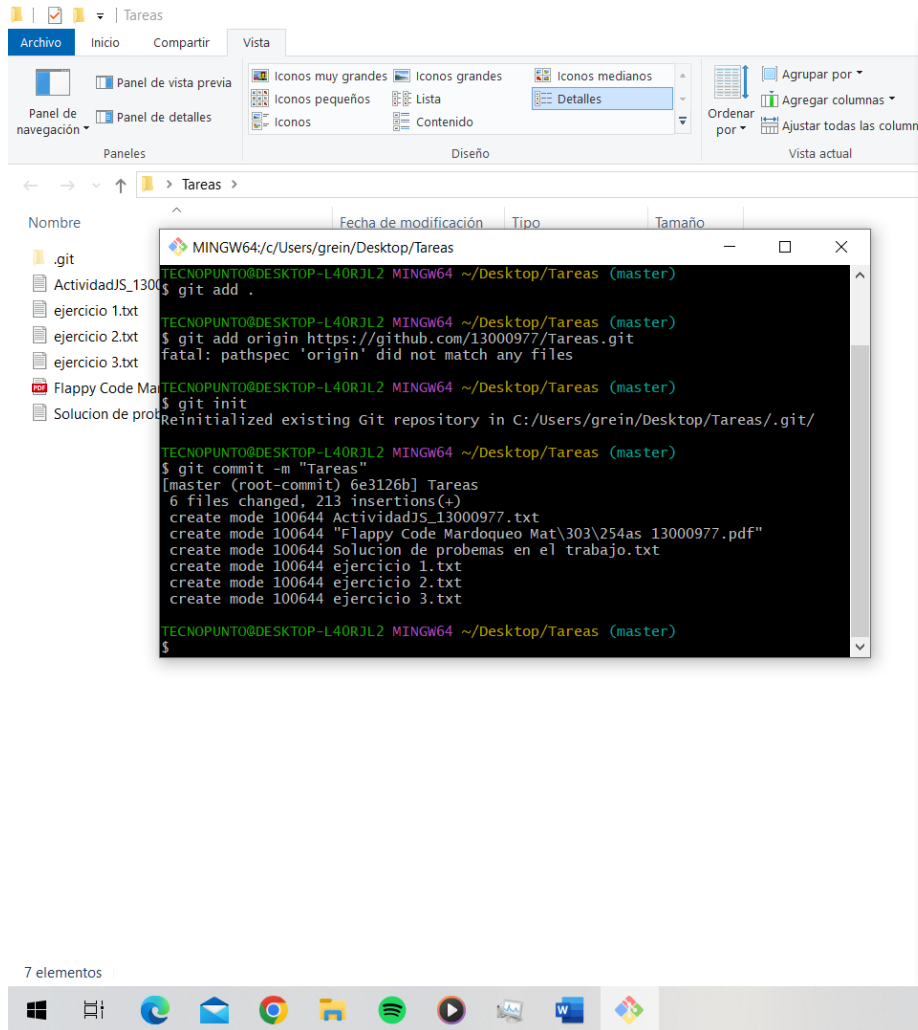 Tareas
Archivo Inicio Compartir Vista
Panel de navegación
Panel de vista previa
Panel de detalles
Paneles
Iconos muy grandes Iconos grandes Iconos medianos
Iconos pequeños Lista Detalles
Iconos Contenido
Diseño
Ordenar por
Agrupar por
Agregar columnas
Ajustar todas las column
Vista actual
Tareas
Nombre Fecha de modificación Tipo Tamaño
.git
ActividadJS_1300
ejercicio 1.txt
ejercicio 2.txt
ejercicio 3.txt
PDF Flappy Code Mar
Solucion de prob
MINGW64:/c/Users/grein/Desktop/Tareas
TECNOPUNTO@DESKTOP-L4ORJL2 MINGW64 ~/Desktop/Tareas (master)
$ git add .
TECNOPUNTO@DESKTOP-L4ORJL2 MINGW64 ~/Desktop/Tareas (master)
$ git add origin https://github.com/13000977/Tareas.git
fatal: pathspec 'origin' did not match any files
TECNOPUNTO@DESKTOP-L4ORJL2 MINGW64 ~/Desktop/Tareas (master)
$ git init
Reinitialized existing Git repository in C:/Users/grein/Desktop/Tareas/.git/
TECNOPUNTO@DESKTOP-L4ORJL2 MINGW64 ~/Desktop/Tareas (master)
$ git commit -m "Tareas"
[master (root-commit) 6e3126b] Tareas
6 files changed, 213 insertions(+)
create mode 100644 ActividadJS_13000977.txt
create mode 100644 "Flappy Code Mardoqueo Mat\303\254as 13000977.pdf"
create mode 100644 Solucion de probemas en el trabajo.txt
create mode 100644 ejercicio 1.txt
create mode 100644 ejercicio 2.txt
create mode 100644 ejercicio 3.txt
TECNOPUNTO@DESKTOP-L4ORJL2 MINGW64 ~/Desktop/Tareas (master)
$
7 elementos
W